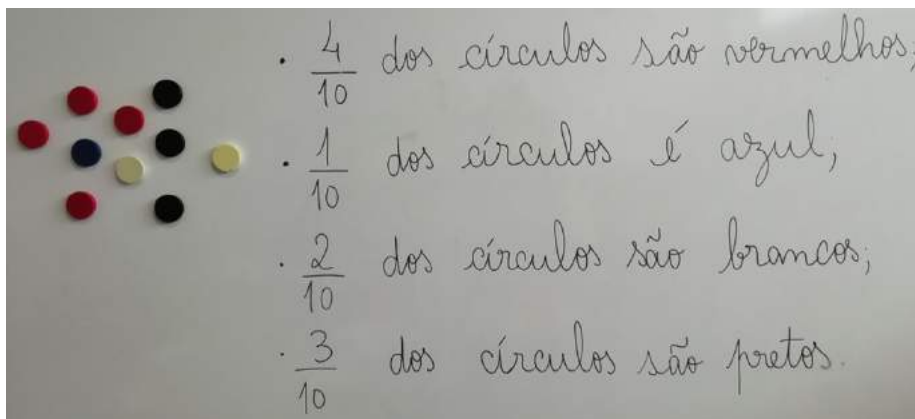 · 4/10 dos círculos são vermelhos;
· 1/10 dos círculos é azul;
· 2/10 dos círculos são brancos;
· 3/10 dos círculos são pretos.